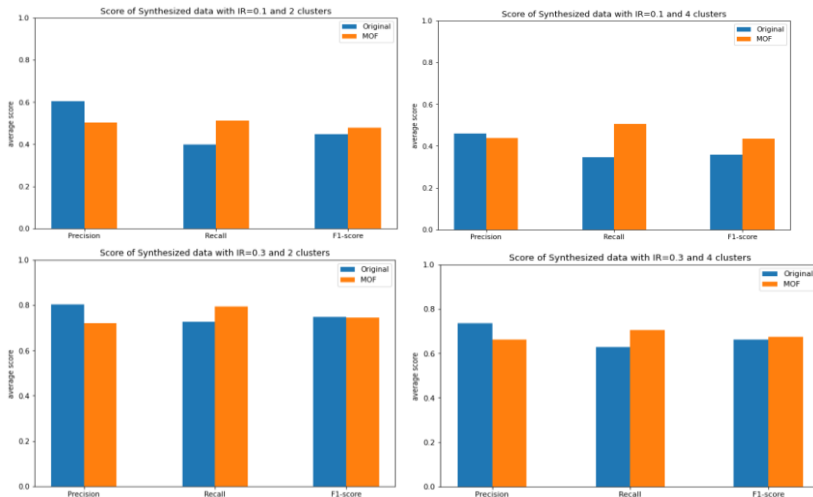 Score of Synthesized data with IR=0.1 and 2 clusters
Original
MOF
average score
1.0
0.8
0.6
0.4
0.2
0.0
Precision Recall F1-score
Score of Synthesized data with IR=0.1 and 4 clusters
Original
MOF
average score
1.0
0.8
0.6
0.4
0.2
0.0
Precision Recall F1-score
Score of Synthesized data with IR=0.3 and 2 clusters
Original
MOF
average score
1.0
0.8
0.6
0.4
0.2
0.0
Precision Recall F1-score
Score of Synthesized data with IR=0.3 and 4 clusters
Original
MOF
average score
1.0
0.8
0.6
0.4
0.2
0.0
Precision Recall F1-score